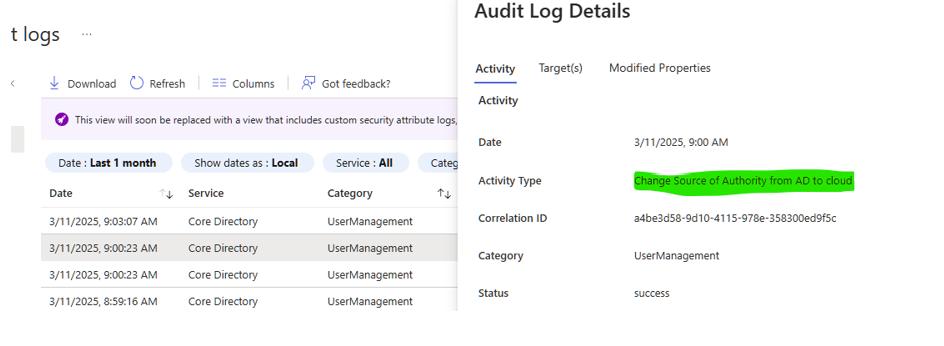 t logs ...
Download Refresh Columns Got feedback?
This view will soon be replaced with a view that includes custom security attribute logs,
Date : Last 1 month Show dates as : Local Service : All Categ
Date Service Category
3/11/2025, 9:03:07 AM Core Directory UserManagement
3/11/2025, 9:00:23 AM Core Directory UserManagement
3/11/2025, 9:00:23 AM Core Directory UserManagement
3/11/2025, 8:59:16 AM Core Directory UserManagement
Audit Log Details
Activity Target(s) Modified Properties
Activity
Date 3/11/2025, 9:00 AM
Activity Type Change Source of Authority from AD to cloud
Correlation ID a4be3d58-9d10-4115-978e-358300ed9f5c
Category UserManagement
Status success